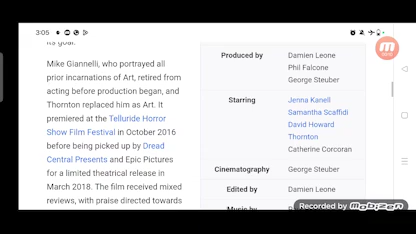 3:05
its goal.
Mike Giannelli, who portrayed all
prior incarnations of Art, retired from
acting before production began, and
Thornton replaced him as Art. It
premiered at the Telluride Horror
Show Film Festival in October 2016
before being picked up by Dread
Central Presents and Epic Pictures
for a limited theatrical release in
March 2018. The film received mixed
reviews, with praise directed towards
Produced by
Damien Leone
Phil Falcone
George Steuber
Starring
Jenna Kanell
Samantha Scaffidi
David Howard
Thornton
Catherine Corcoran
Cinematography
George Steuber
Edited by
Damien Leone
Music by
Recorded by
MOBIZEN